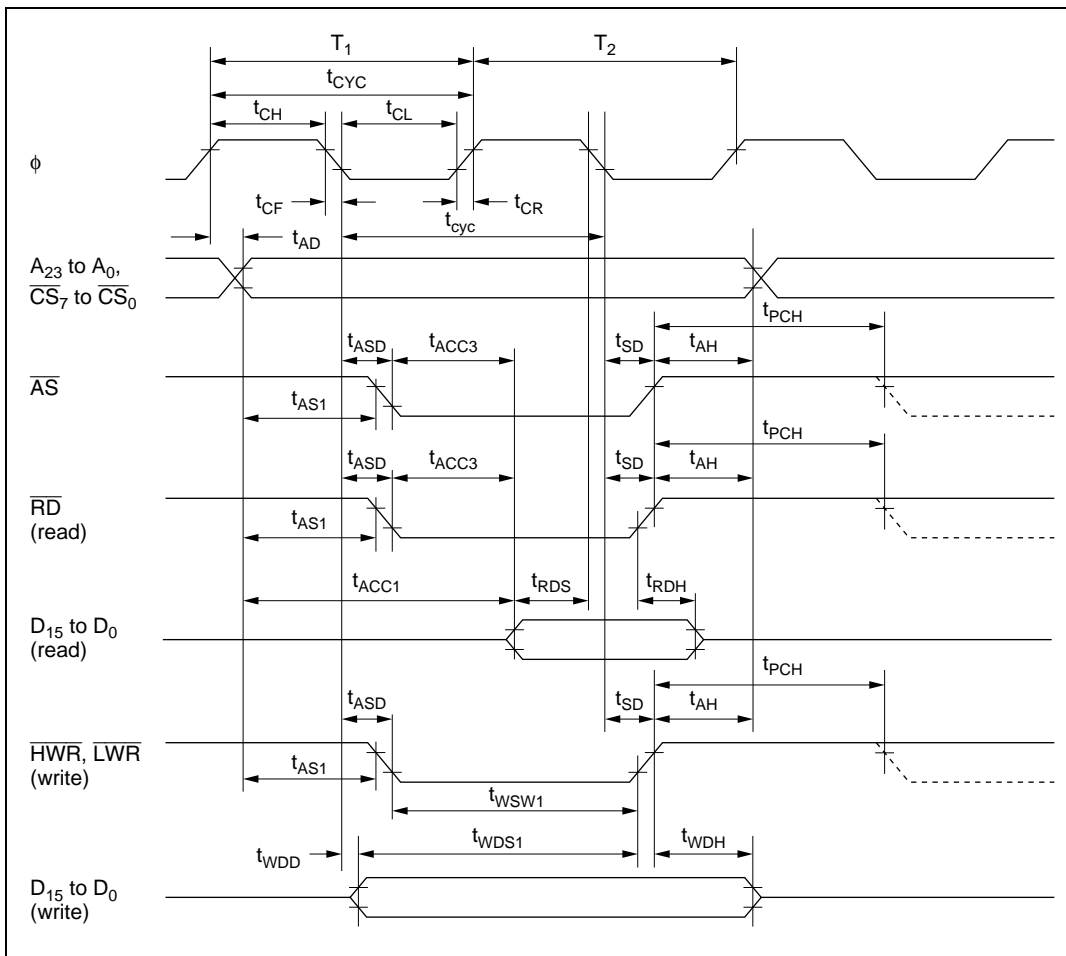 T1 T2
tCYC
tCH tCL
ϕ
tCF tCR
tcyc
tAD
A23 to A0,
CS7 to CS0
tPCH
tASD tACC3 tSD tAH
AS
tAS1
tPCH
tASD tACC3 tSD tAH
RD
(read)
tAS1
tACC1 tRDS tRDH
D15 to D0
(read)
tPCH
tASD tSD tAH
HWR, LWR
(write)
tAS1
tWSW1
tWDS1 tWDH
tWDD
D15 to D0
(write)